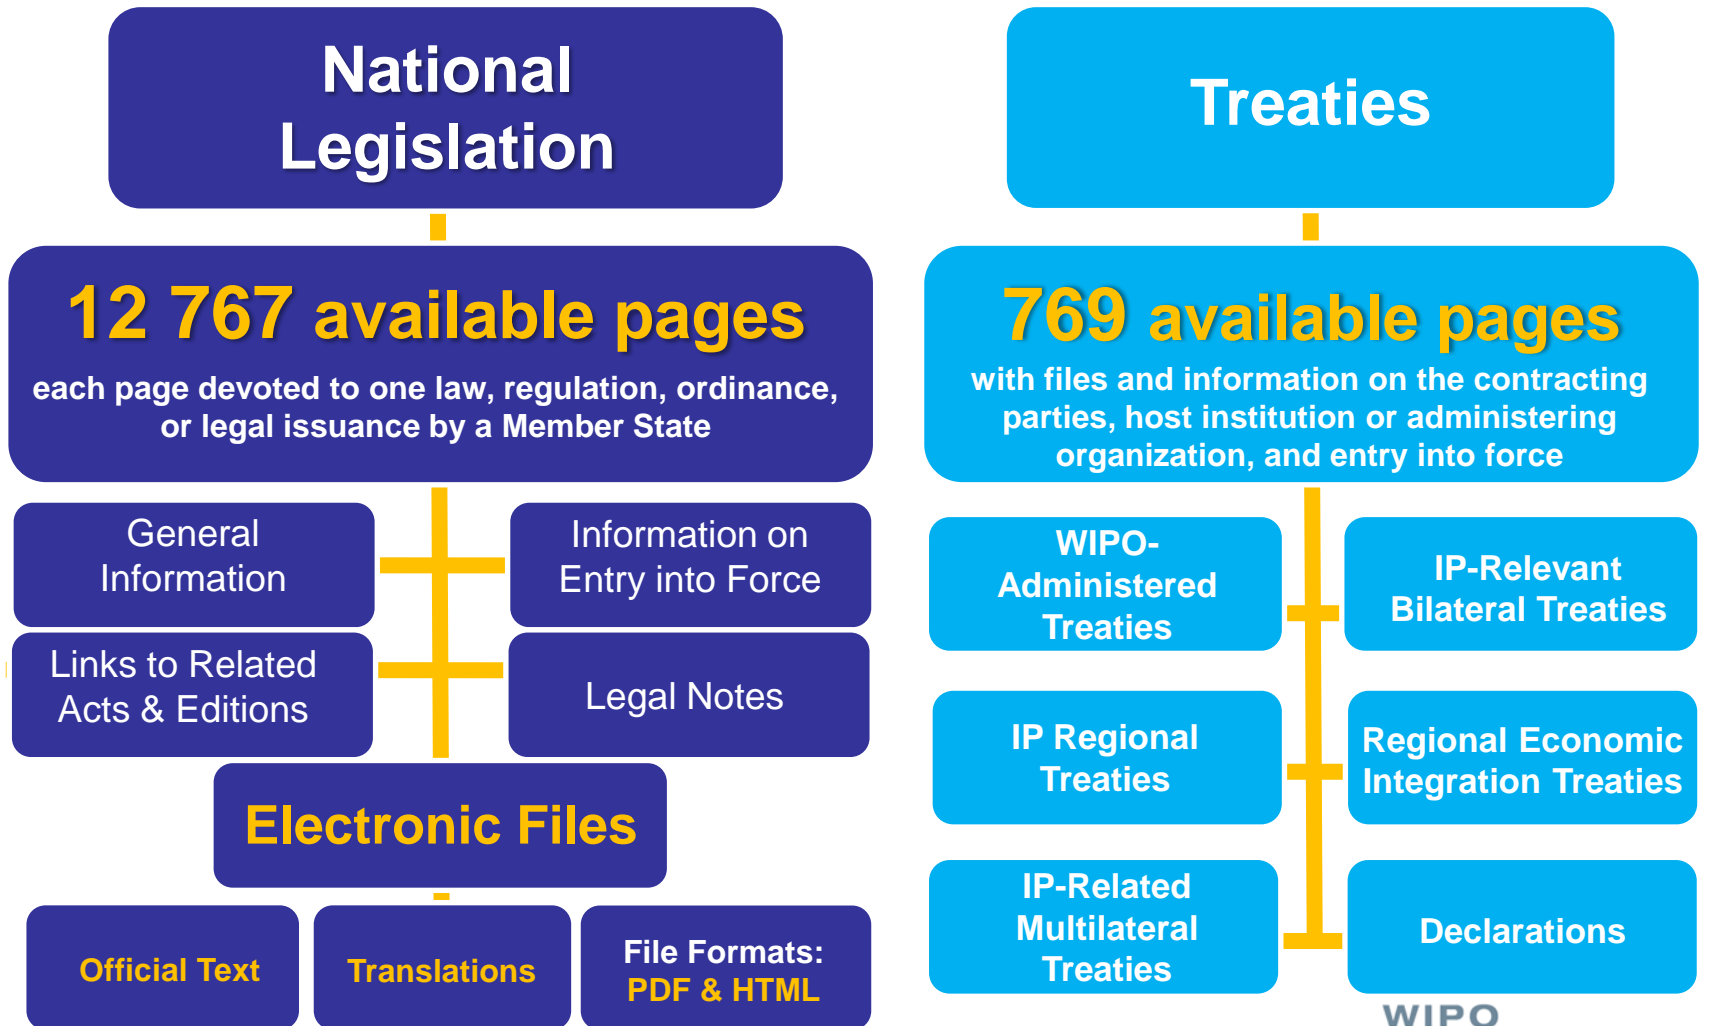 National
Legislation
12 767 available pages
each page devoted to one law, regulation, ordinance,
or legal issuance by a Member State
General
Information
Information on
Entry into Force
Links to Related
Acts & Editions
Legal Notes
Electronic Files
Official Text
Translations
File Formats:
PDF & HTML
Treaties
769 available pages
with files and information on the contracting
parties, host institution or administering
organization, and entry into force
WIPO-
Administered
Treaties
IP-Relevant
Bilateral Treaties
IP Regional
Treaties
Regional Economic
Integration Treaties
IP-Related
Multilateral
Treaties
Declarations
WIPO